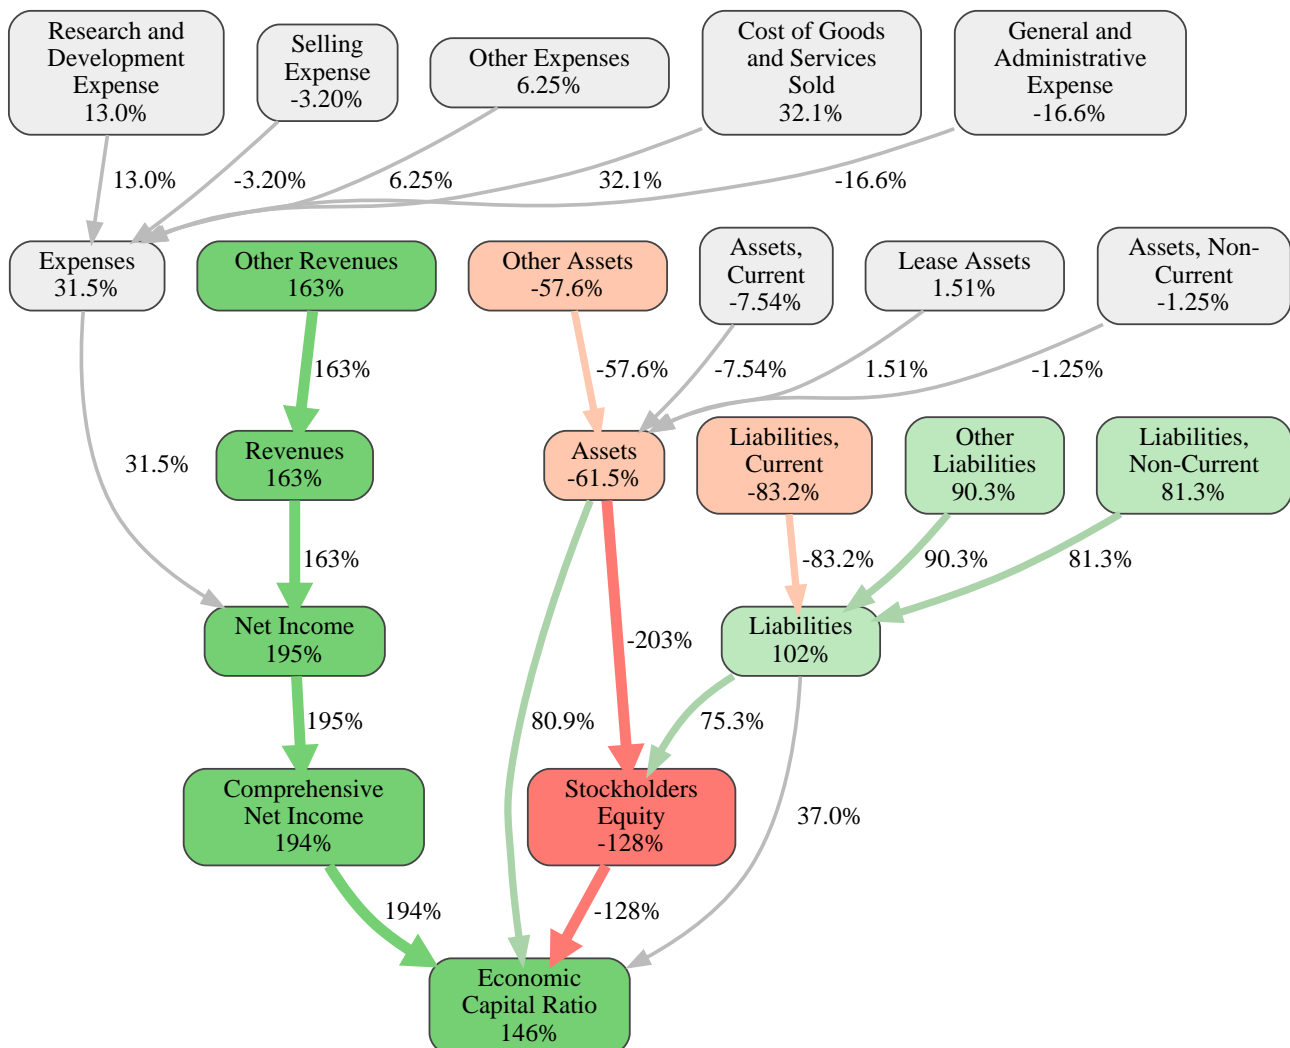 Research and
Development
Expense
13.0%
Selling
Expense
-3.20%
Other Expenses
6.25%
Cost of Goods
and Services
Sold
32.1%
General and
Administrative
Expense
-16.6%
13.0%
-3.20%
6.25%
32.1%
-16.6%
Expenses
31.5%
Other Revenues
163%
Other Assets
-57.6%
Assets,
Current
-7.54%
Lease Assets
1.51%
Assets, Non-
Current
-1.25%
163%
-57.6%
-7.54%
1.51%
-1.25%
31.5%
Revenues
163%
Assets
-61.5%
Liabilities,
Current
-83.2%
Other
Liabilities
90.3%
Liabilities,
Non-Current
81.3%
163%
-83.2%
90.3%
81.3%
Net Income
195%
-203%
Liabilities
102%
195%
80.9%
75.3%
Comprehensive
Net Income
194%
Stockholders
Equity
-128%
37.0%
194%
-128%
Economic
Capital Ratio
146%